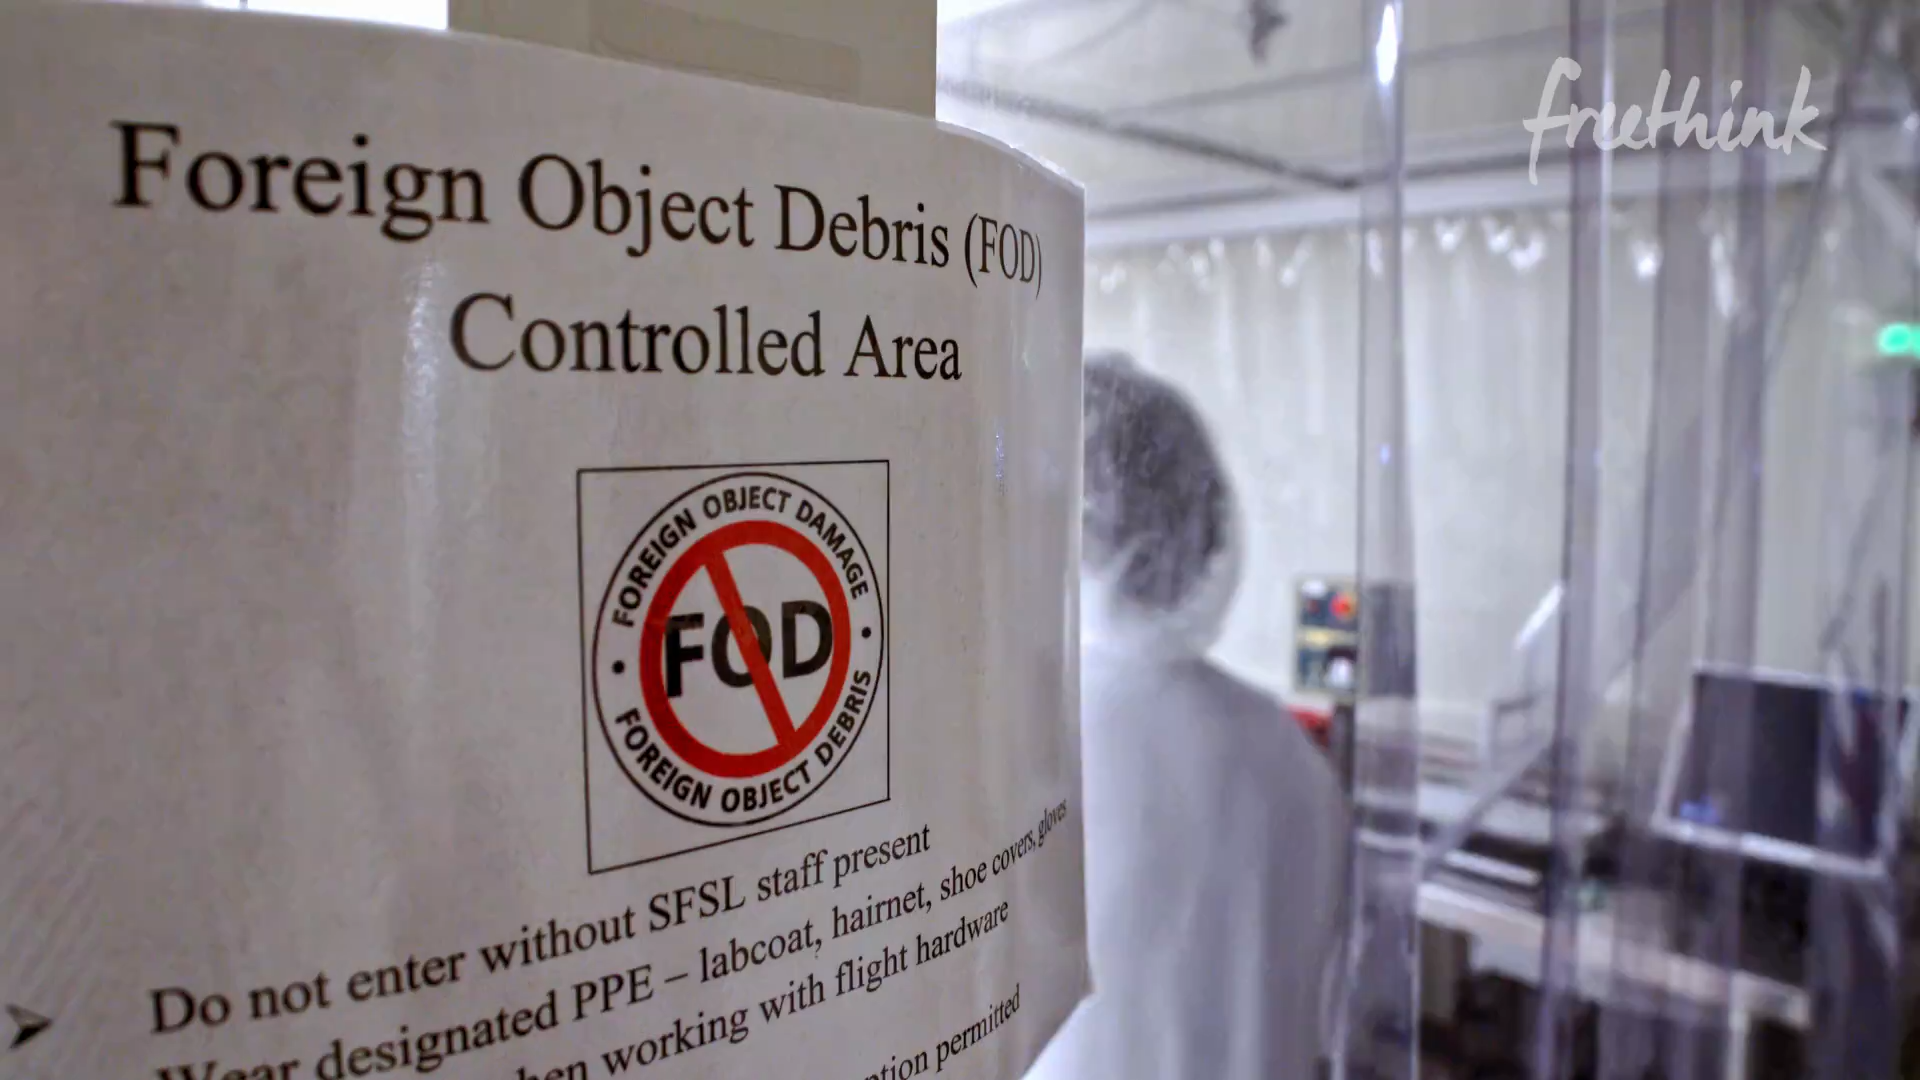 freethink
Foreign Object Debris (FOD)
Controlled Area
FOREIGN OBJECT DAMAGE
FOD
FOREIGN OBJECT DEBRIS
Do not enter without SFSL staff present
Wear designated PPE – labcoat, hairnet, shoe covers, gloves
working with flight hardware
permitted